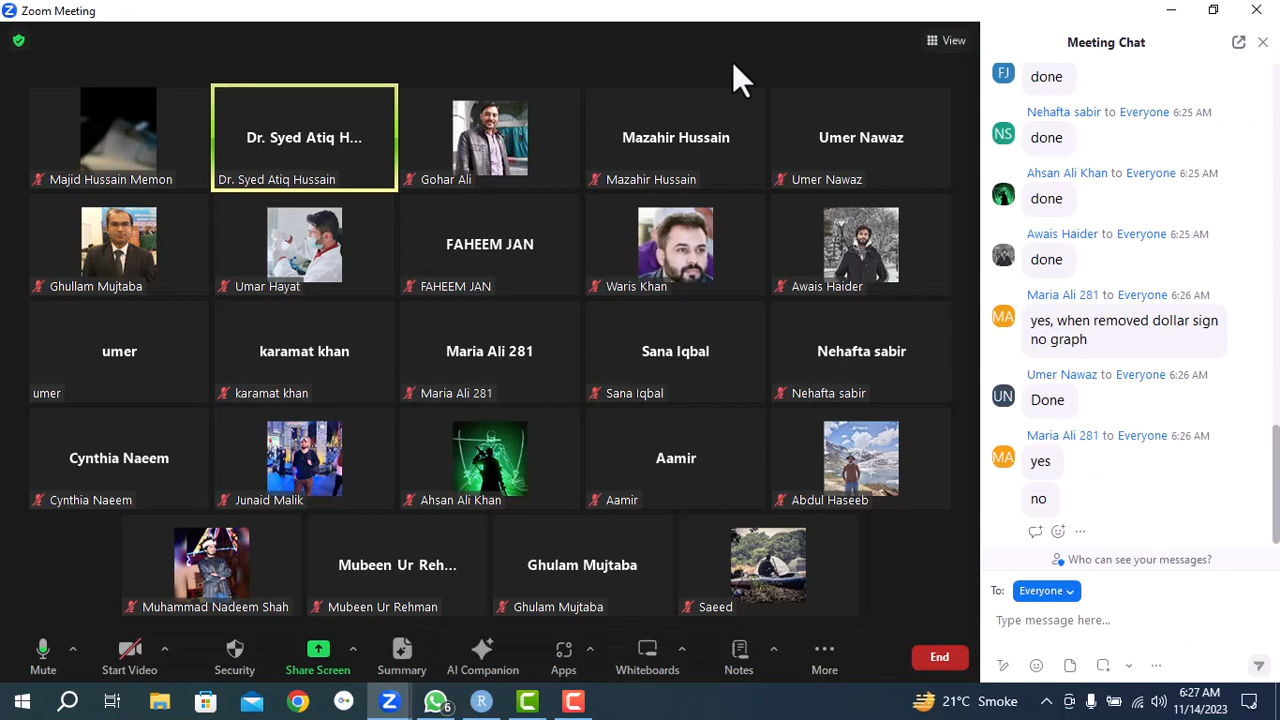 Zoom Meeting
View
Majid Hussain Memon
Dr. Syed Atiq H...
Dr. Syed Atiq Hussain
Gohar Ali
Mazahir Hussain
Mazahir Hussain
Umer Nawaz
Umer Nawaz
Ghullam Mujtaba
Umar Hayat
FAHEEM JAN
FAHEEM JAN
Waris Khan
Awais Haider
umer
umer
karamat khan
karamat khan
Maria Ali 281
Maria Ali 281
Sana Iqbal
Sana Iqbal
Nehafta sabir
Nehafta sabir
Cynthia Naeem
Cynthia Naeem
Junaid Malik
Ahsan Ali Khan
Aamir
Aamir
Abdul Haseeb
Muhammad Nadeem Shah
Mubeen Ur Reh...
Mubeen Ur Rehman
Ghulam Mujtaba
Ghulam Mujtaba
Saeed
Mute
Start Video
Security
Share Screen
Summary
AI Companion
Apps
Whiteboards
Notes
More
End
Meeting Chat
FJ
done
Nehafta sabir to Everyone 6:25 AM
NS
done
Ahsan Ali Khan to Everyone 6:25 AM
done
Awais Haider to Everyone 6:25 AM
done
Maria Ali 281 to Everyone 6:26 AM
MA
yes, when removed dollar sign
no graph
Umer Nawaz to Everyone 6:26 AM
UN
Done
Maria Ali 281 to Everyone 6:26 AM
MA
yes
no
Who can see your messages?
To: Everyone
Type message here...
6
21°C Smoke
6:27 AM
11/14/2023